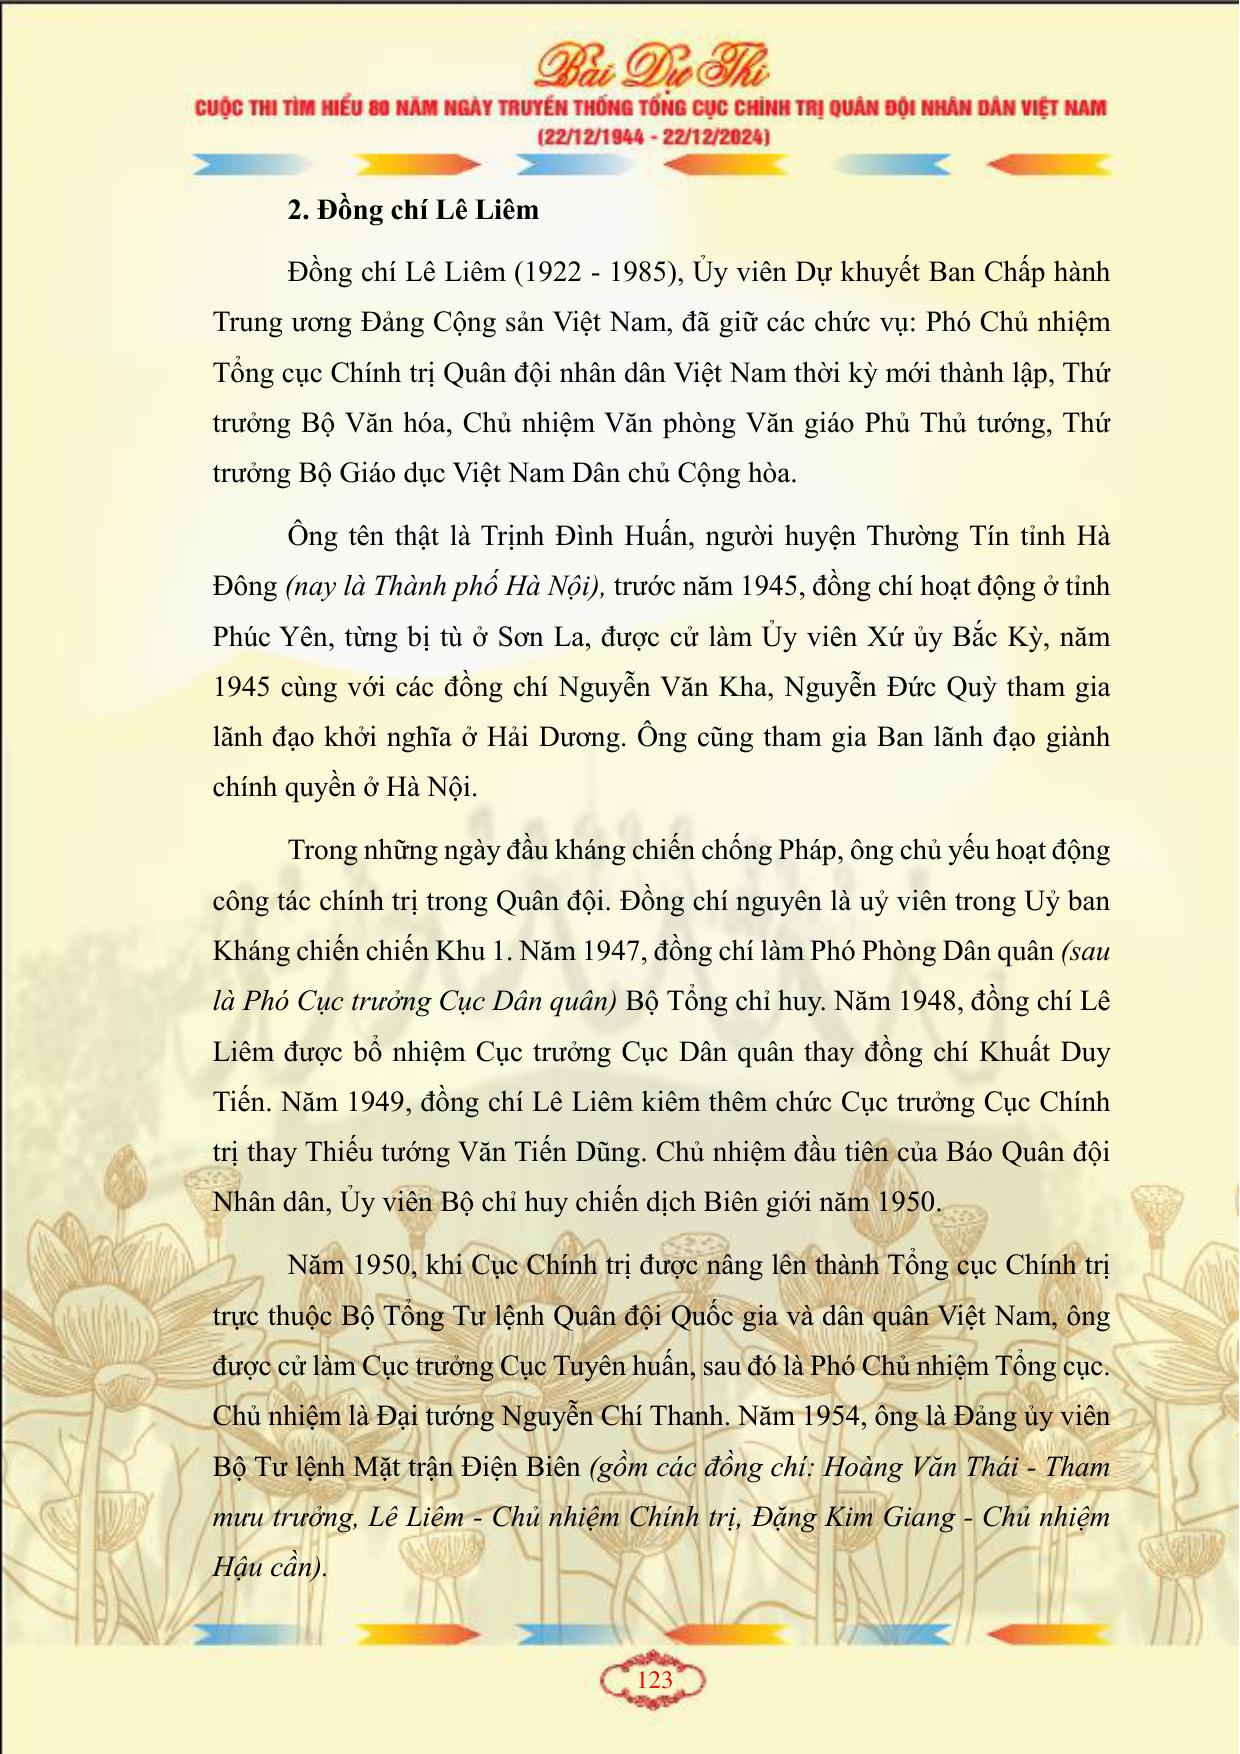 Bài Dự Thi
CUỘC THI TÌM HIỂU 80 NĂM NGÀY TRUYỀN THỐNG TỔNG CỤC CHÍNH TRỊ QUÂN ĐỘI NHÂN DÂN VIỆT NAM
(22/12/1944 - 22/12/2024)
2. Đồng chí Lê Liêm
Đồng chí Lê Liêm (1922 - 1985), Ủy viên Dự khuyết Ban Chấp hành
Trung ương Đảng Cộng sản Việt Nam, đã giữ các chức vụ: Phó Chủ nhiệm
Tổng cục Chính trị Quân đội nhân dân Việt Nam thời kỳ mới thành lập, Thứ
trưởng Bộ Văn hóa, Chủ nhiệm Văn phòng Văn giáo Phủ Thủ tướng, Thứ
trưởng Bộ Giáo dục Việt Nam Dân chủ Cộng hòa.
Ông tên thật là Trịnh Đình Huấn, người huyện Thường Tín tỉnh Hà
Đông (nay là Thành phố Hà Nội), trước năm 1945, đồng chí hoạt động ở tỉnh
Phúc Yên, từng bị tù ở Sơn La, được cử làm Ủy viên Xứ ủy Bắc Kỳ, năm
1945 cùng với các đồng chí Nguyễn Văn Kha, Nguyễn Đức Quỳ tham gia
lãnh đạo khởi nghĩa ở Hải Dương. Ông cũng tham gia Ban lãnh đạo giành
chính quyền ở Hà Nội.
Trong những ngày đầu kháng chiến chống Pháp, ông chủ yếu hoạt động
công tác chính trị trong Quân đội. Đồng chí nguyên là uỷ viên trong Uỷ ban
Kháng chiến chiến Khu 1. Năm 1947, đồng chí làm Phó Phòng Dân quân (sau
là Phó Cục trưởng Cục Dân quân) Bộ Tổng chỉ huy. Năm 1948, đồng chí Lê
Liêm được bổ nhiệm Cục trưởng Cục Dân quân thay đồng chí Khuất Duy
Tiến. Năm 1949, đồng chí Lê Liêm kiêm thêm chức Cục trưởng Cục Chính
trị thay Thiếu tướng Văn Tiến Dũng. Chủ nhiệm đầu tiên của Báo Quân đội
Nhân dân, Ủy viên Bộ chỉ huy chiến dịch Biên giới năm 1950.
Năm 1950, khi Cục Chính trị được nâng lên thành Tổng cục Chính trị
trực thuộc Bộ Tổng Tư lệnh Quân đội Quốc gia và dân quân Việt Nam, ông
được cử làm Cục trưởng Cục Tuyên huấn, sau đó là Phó Chủ nhiệm Tổng cục.
Chủ nhiệm là Đại tướng Nguyễn Chí Thanh. Năm 1954, ông là Đảng ủy viên
Bộ Tư lệnh Mặt trận Điện Biên (gồm các đồng chí: Hoàng Văn Thái - Tham
mưu trưởng, Lê Liêm - Chủ nhiệm Chính trị, Đặng Kim Giang - Chủ nhiệm
Hậu cần).
123